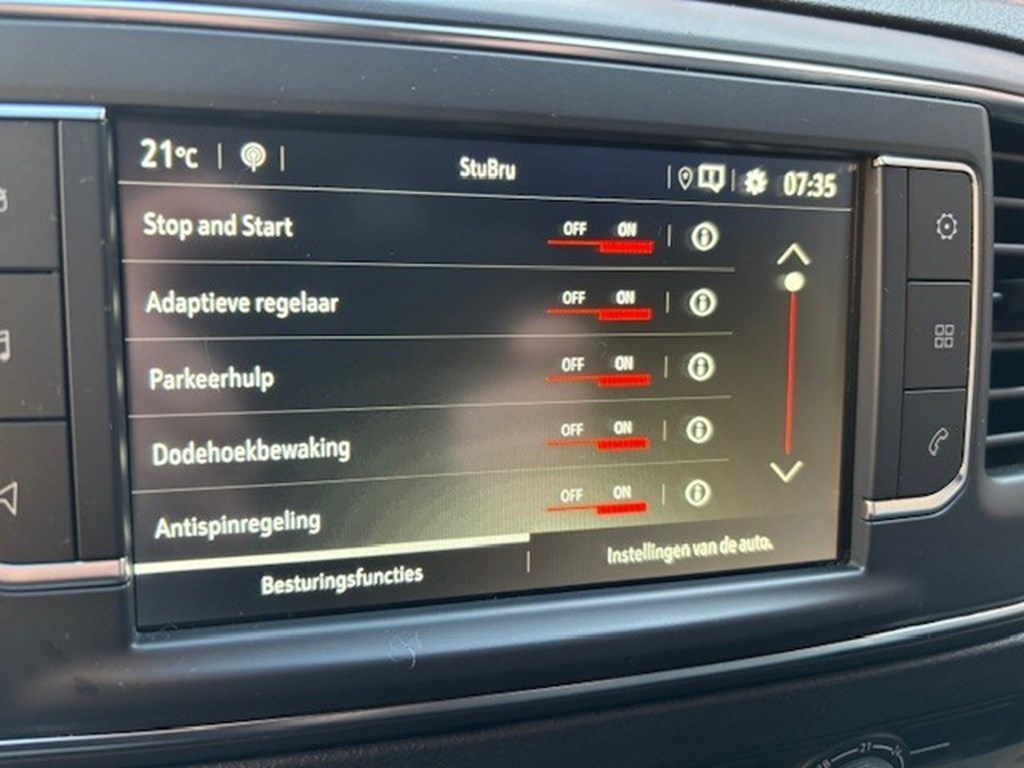 21°C StuBru 07:35
Stop and Start OFF ON
Adaptieve regelaar OFF ON
Parkeerhulp OFF ON
Dodehoekbewaking OFF ON
Antispinregeling OFF ON
Besturingsfuncties Instellingen van de auto.
21